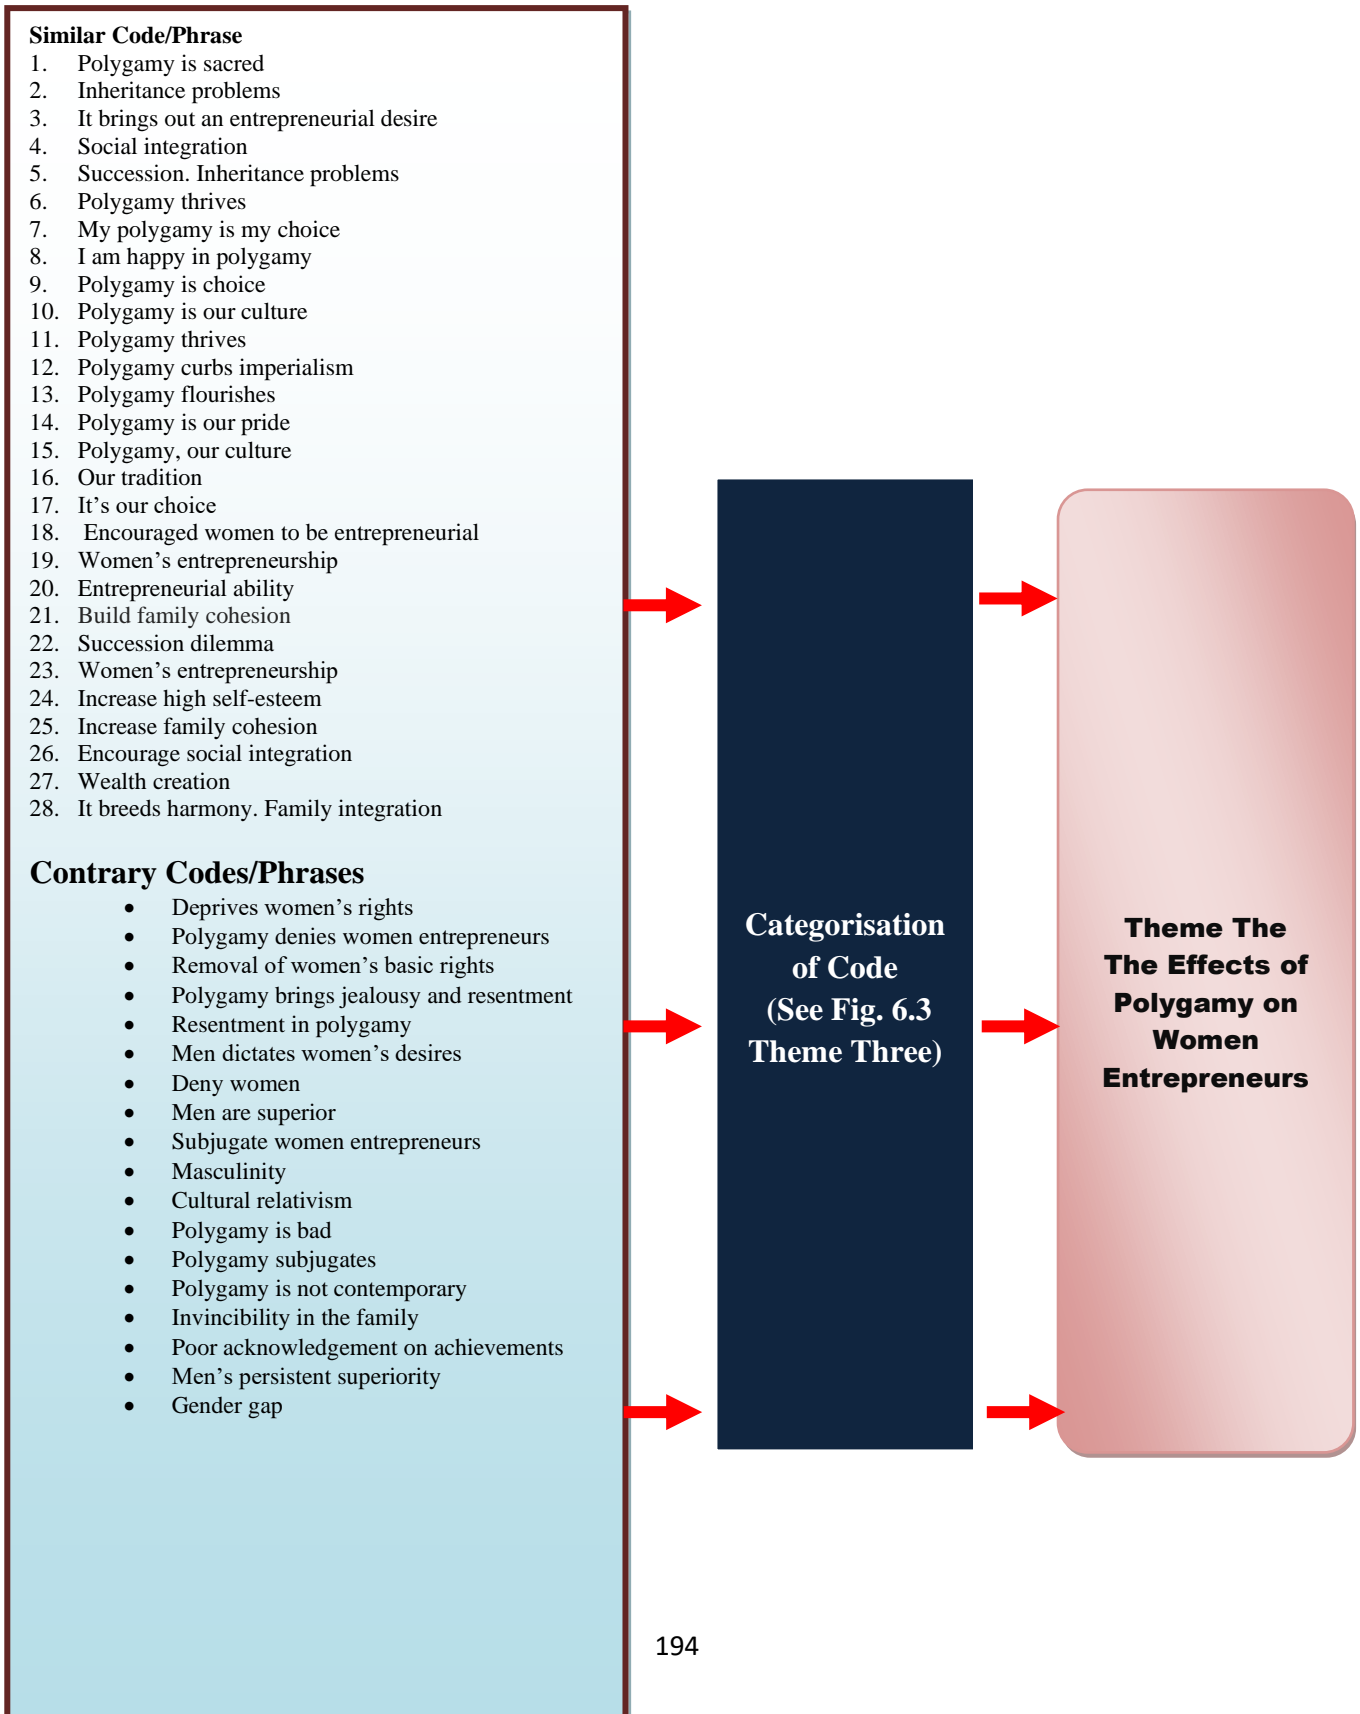 Similar Code/Phrase
1. Polygamy is sacred
2. Inheritance problems
3. It brings out an entrepreneurial desire
4. Social integration
5. Succession. Inheritance problems
6. Polygamy thrives
7. My polygamy is my choice
8. I am happy in polygamy
9. Polygamy is choice
10. Polygamy is our culture
11. Polygamy thrives
12. Polygamy curbs imperialism
13. Polygamy flourishes
14. Polygamy is our pride
15. Polygamy, our culture
16. Our tradition
17. It’s our choice
18. Encouraged women to be entrepreneurial
19. Women’s entrepreneurship
20. Entrepreneurial ability
21. Build family cohesion
22. Succession dilemma
23. Women’s entrepreneurship
24. Increase high self-esteem
25. Increase family cohesion
26. Encourage social integration
27. Wealth creation
28. It breeds harmony. Family integration
Contrary Codes/Phrases
• Deprives women’s rights
• Polygamy denies women entrepreneurs
• Removal of women’s basic rights
• Polygamy brings jealousy and resentment
• Resentment in polygamy
• Men dictates women’s desires
• Deny women
• Men are superior
• Subjugate women entrepreneurs
• Masculinity
• Cultural relativism
• Polygamy is bad
• Polygamy subjugates
• Polygamy is not contemporary
• Invincibility in the family
• Poor acknowledgement on achievements
• Men’s persistent superiority
• Gender gap
Categorisation
of Code
(See Fig. 6.3
Theme Three)
Theme The
The Effects of
Polygamy on
Women
Entrepreneurs
194